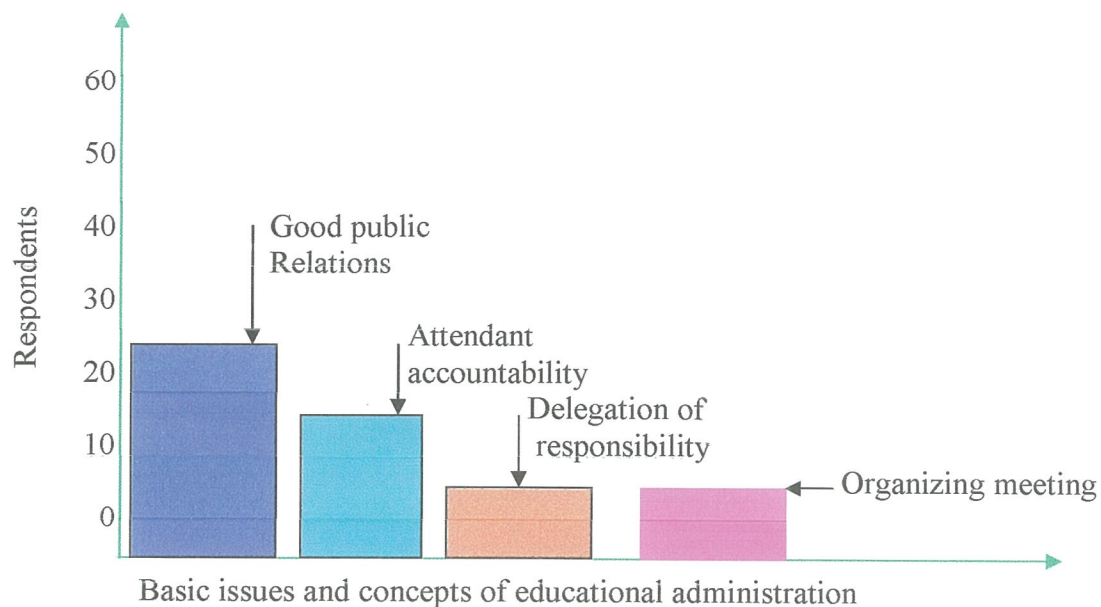 60
50
40
30
20
10
0
Respondents
Good public
Relations
Attendant
accountability
Delegation of
responsibility
Organizing meeting
Basic issues and concepts of educational administration